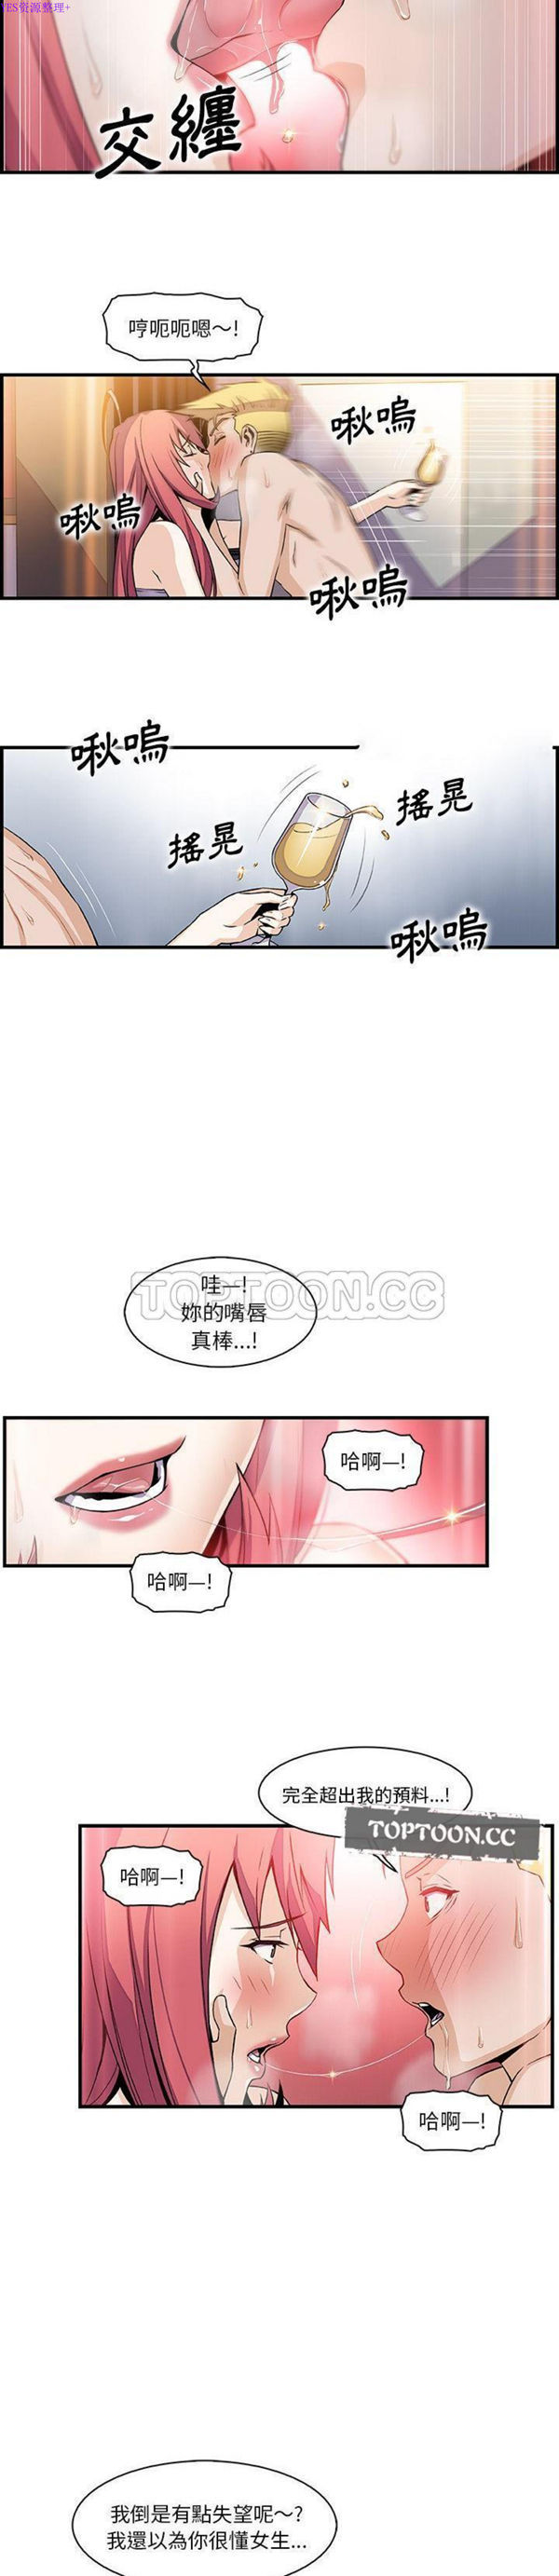 YES资源整理+
交纏
哼呃呃嗯～!
啾嗚
啾嗚
啾嗚
啾嗚
搖晃
搖晃
啾嗚
哇—!
妳的嘴唇
真棒...!
TOPTOON.CC
哈啊—!
哈啊—!
完全超出我的預料...!
TOPTOON.CC
哈啊—!
哈啊—!
我倒是有點失望呢～?
我還以為你很懂女生...